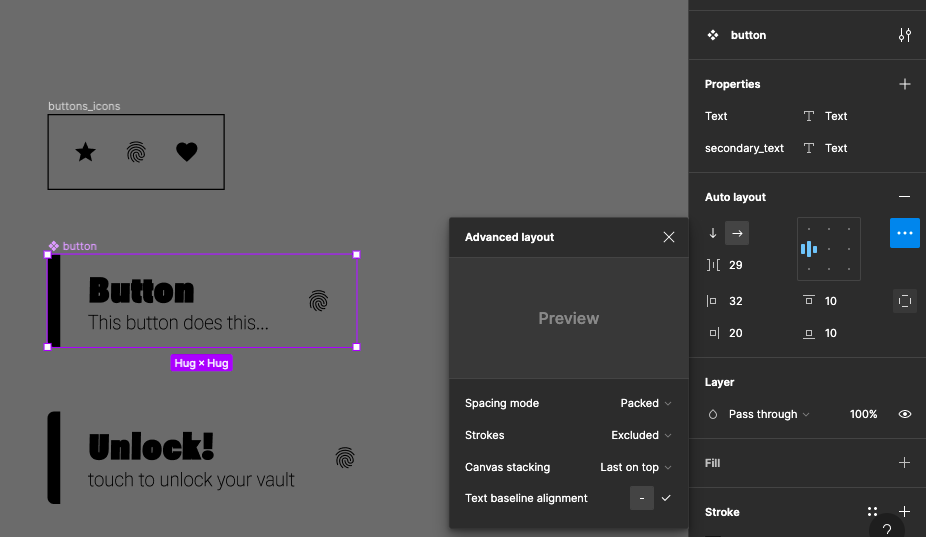 button
Properties
Text Text
secondary_text Text
buttons_icons
Auto layout
29
32 10
20 10
button
Button
This button does this...
Hug × Hug
Advanced layout
Preview
Spacing mode Packed
Strokes Excluded
Canvas stacking Last on top
Text baseline alignment -
Layer
Pass through 100%
Fill
Stroke
?
Unlock!
touch to unlock your vault